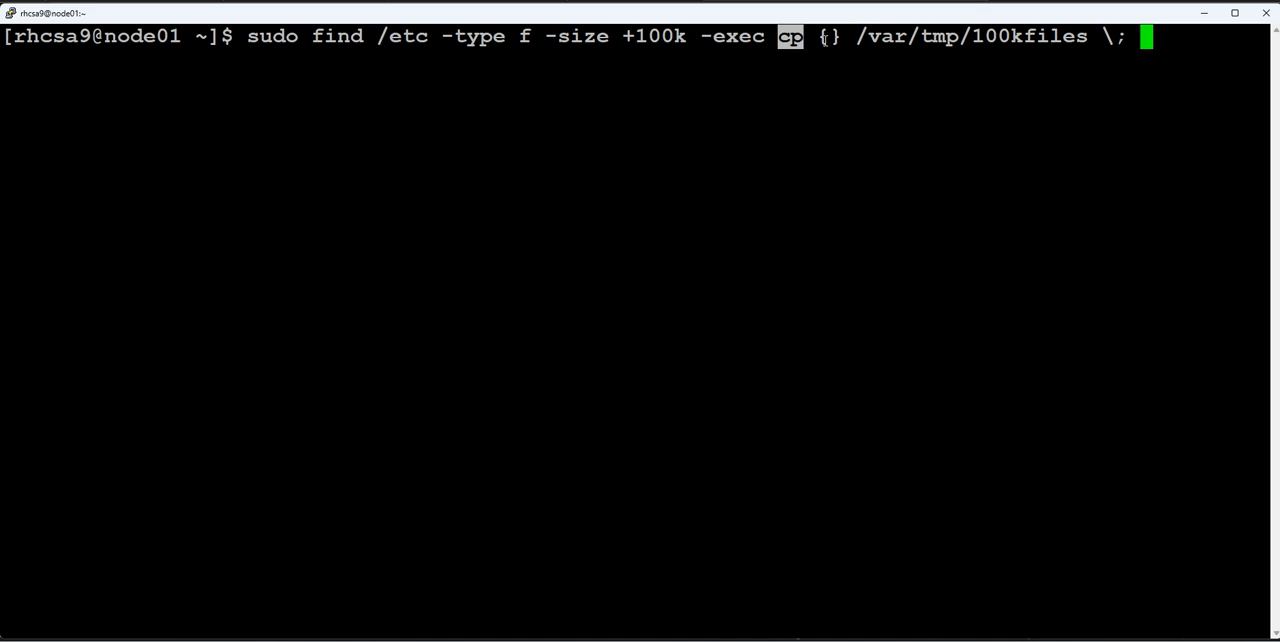 rhcsa9@node01:~
[rhcsa9@node01 ~]$ sudo find /etc -type f -size +100k -exec cp {} /var/tmp/100kfiles \;